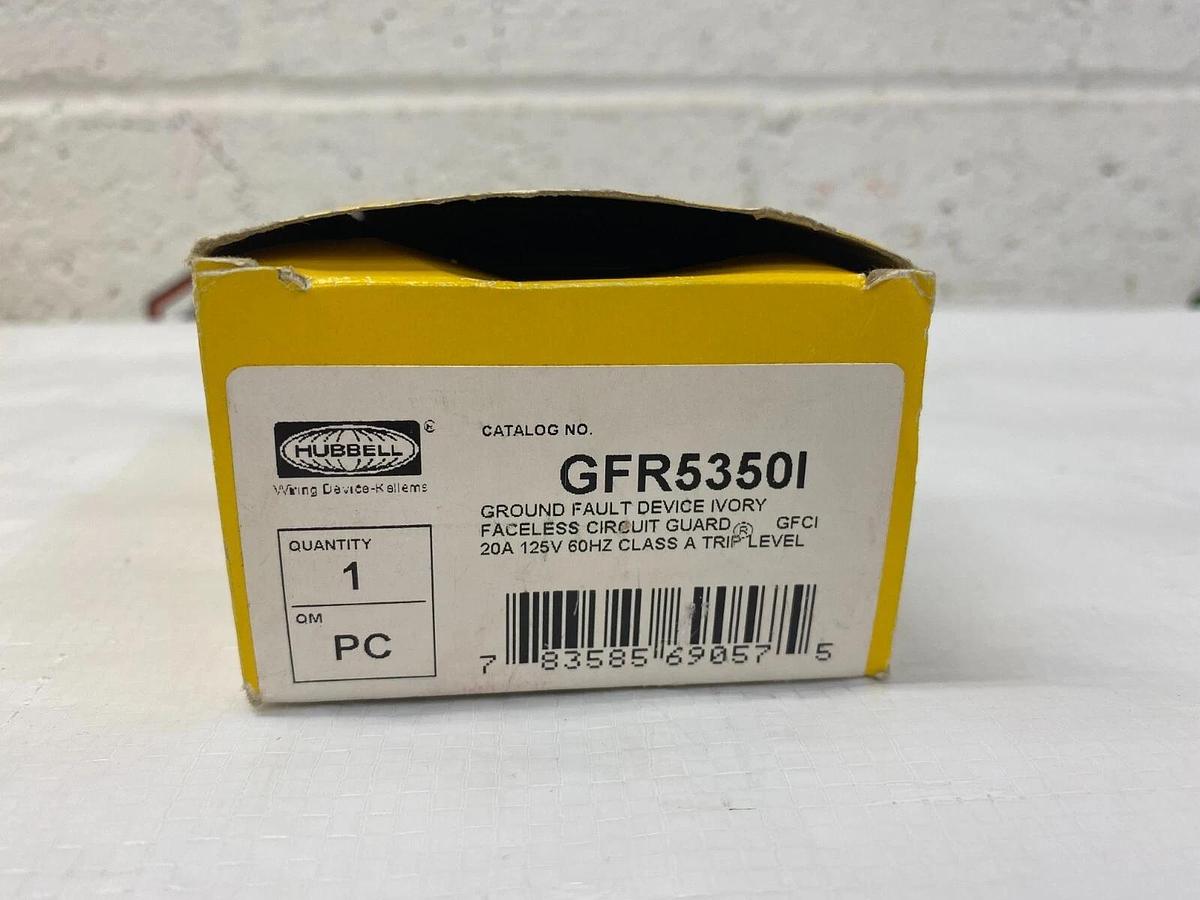 HUBBELL ®
Wiring Device-Kellems
QUANTITY
1
QM
PC
CATALOG NO.
GFR5350I
GROUND FAULT DEVICE IVORY
FACELESS CIRCUIT GUARD® GFCI
20A 125V 60HZ CLASS A TRIP LEVEL
7 83585 69057 5